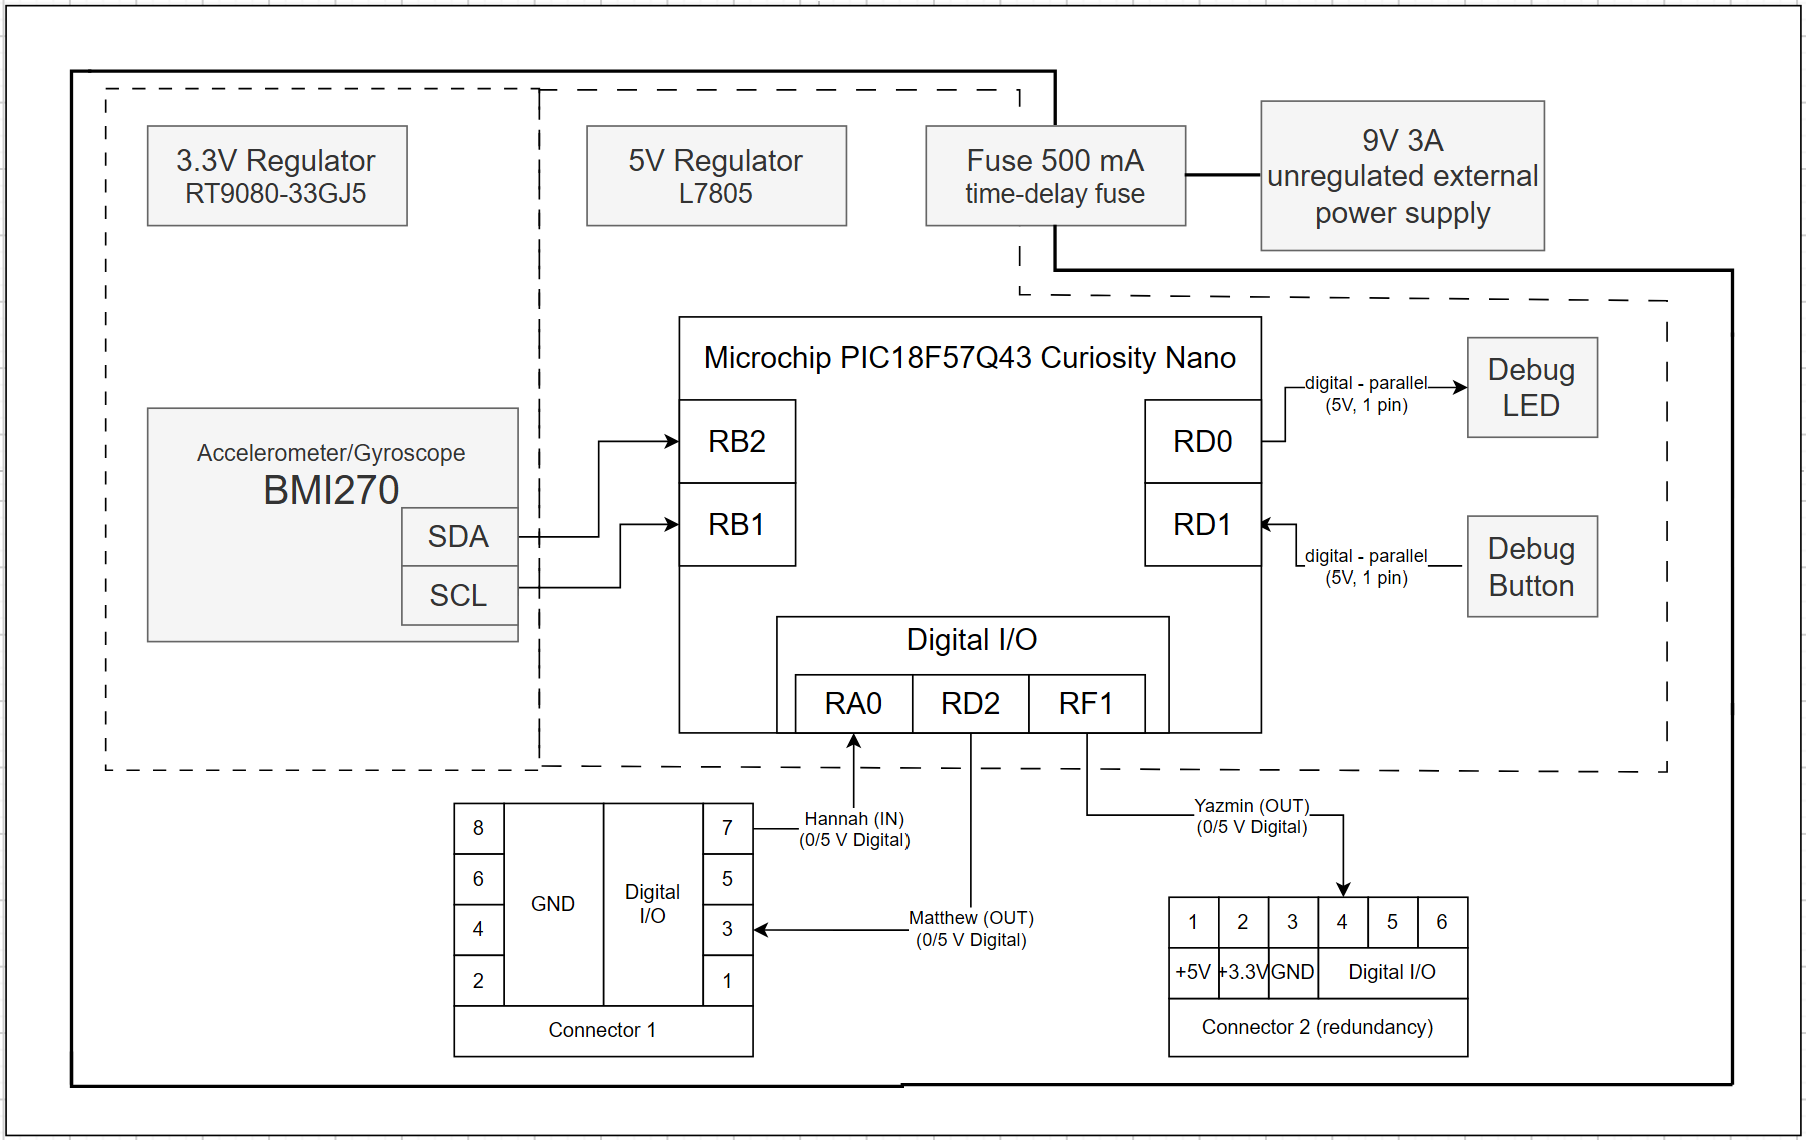 3.3V Regulator
RT9080-33GJ5
5V Regulator
L7805
Fuse 500 mA
time-delay fuse
9V 3A
unregulated external
power supply
Microchip PIC18F57Q43 Curiosity Nano
Accelerometer/Gyroscope
BMI270
SDA
SCL
RB2
RB1
RD0
RD1
digital - parallel
(5V, 1 pin)
Debug
LED
digital - parallel
(5V, 1 pin)
Debug
Button
Digital I/O
RA0
RD2
RF1
Hannah (IN)
(0/5 V Digital)
Matthew (OUT)
(0/5 V Digital)
Yazmin (OUT)
(0/5 V Digital)
8
6
4
2
GND
Digital
I/O
7
5
3
1
Connector 1
1
2
3
4
5
6
+5V
+3.3V
GND
Digital I/O
Connector 2 (redundancy)